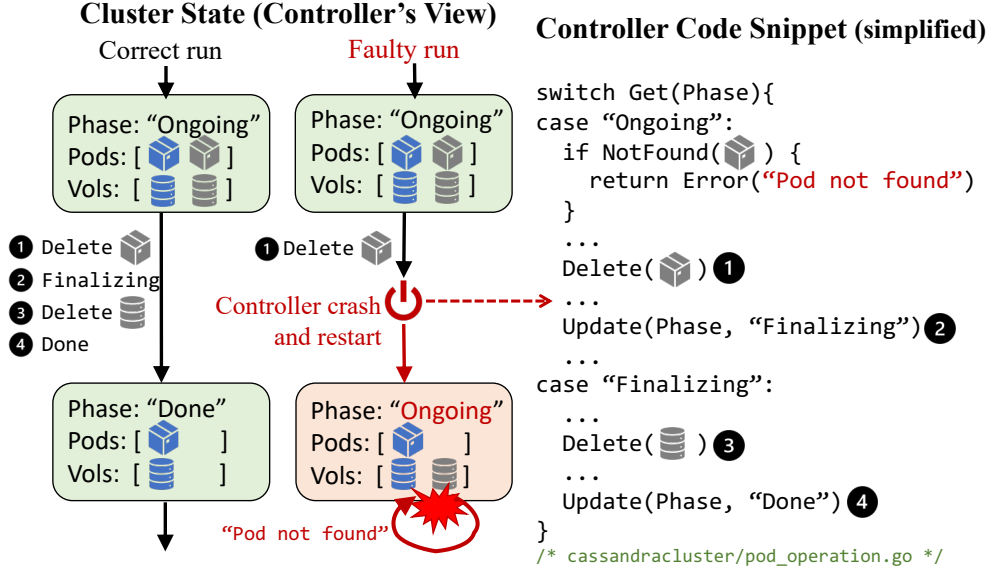 Cluster State (Controller’s View)
Correct run
Faulty run
Phase: “Ongoing”
Pods: [ ]
Vols: [ ]
Phase: “Ongoing”
Pods: [ ]
Vols: [ ]
1 Delete
2 Finalizing
3 Delete
4 Done
1 Delete
Controller crash
and restart
Phase: “Done”
Pods: [ ]
Vols: [ ]
Phase: “Ongoing”
Pods: [ ]
Vols: [ ]
“Pod not found”
Controller Code Snippet (simplified)
switch Get(Phase){
case “Ongoing”:
if NotFound( ) {
return Error(“Pod not found”)
}
...
Delete( ) 1
...
Update(Phase, “Finalizing”) 2
...
case “Finalizing”:
...
Delete( ) 3
...
Update(Phase, “Done”) 4
}
/* cassandracluster/pod_operation.go */